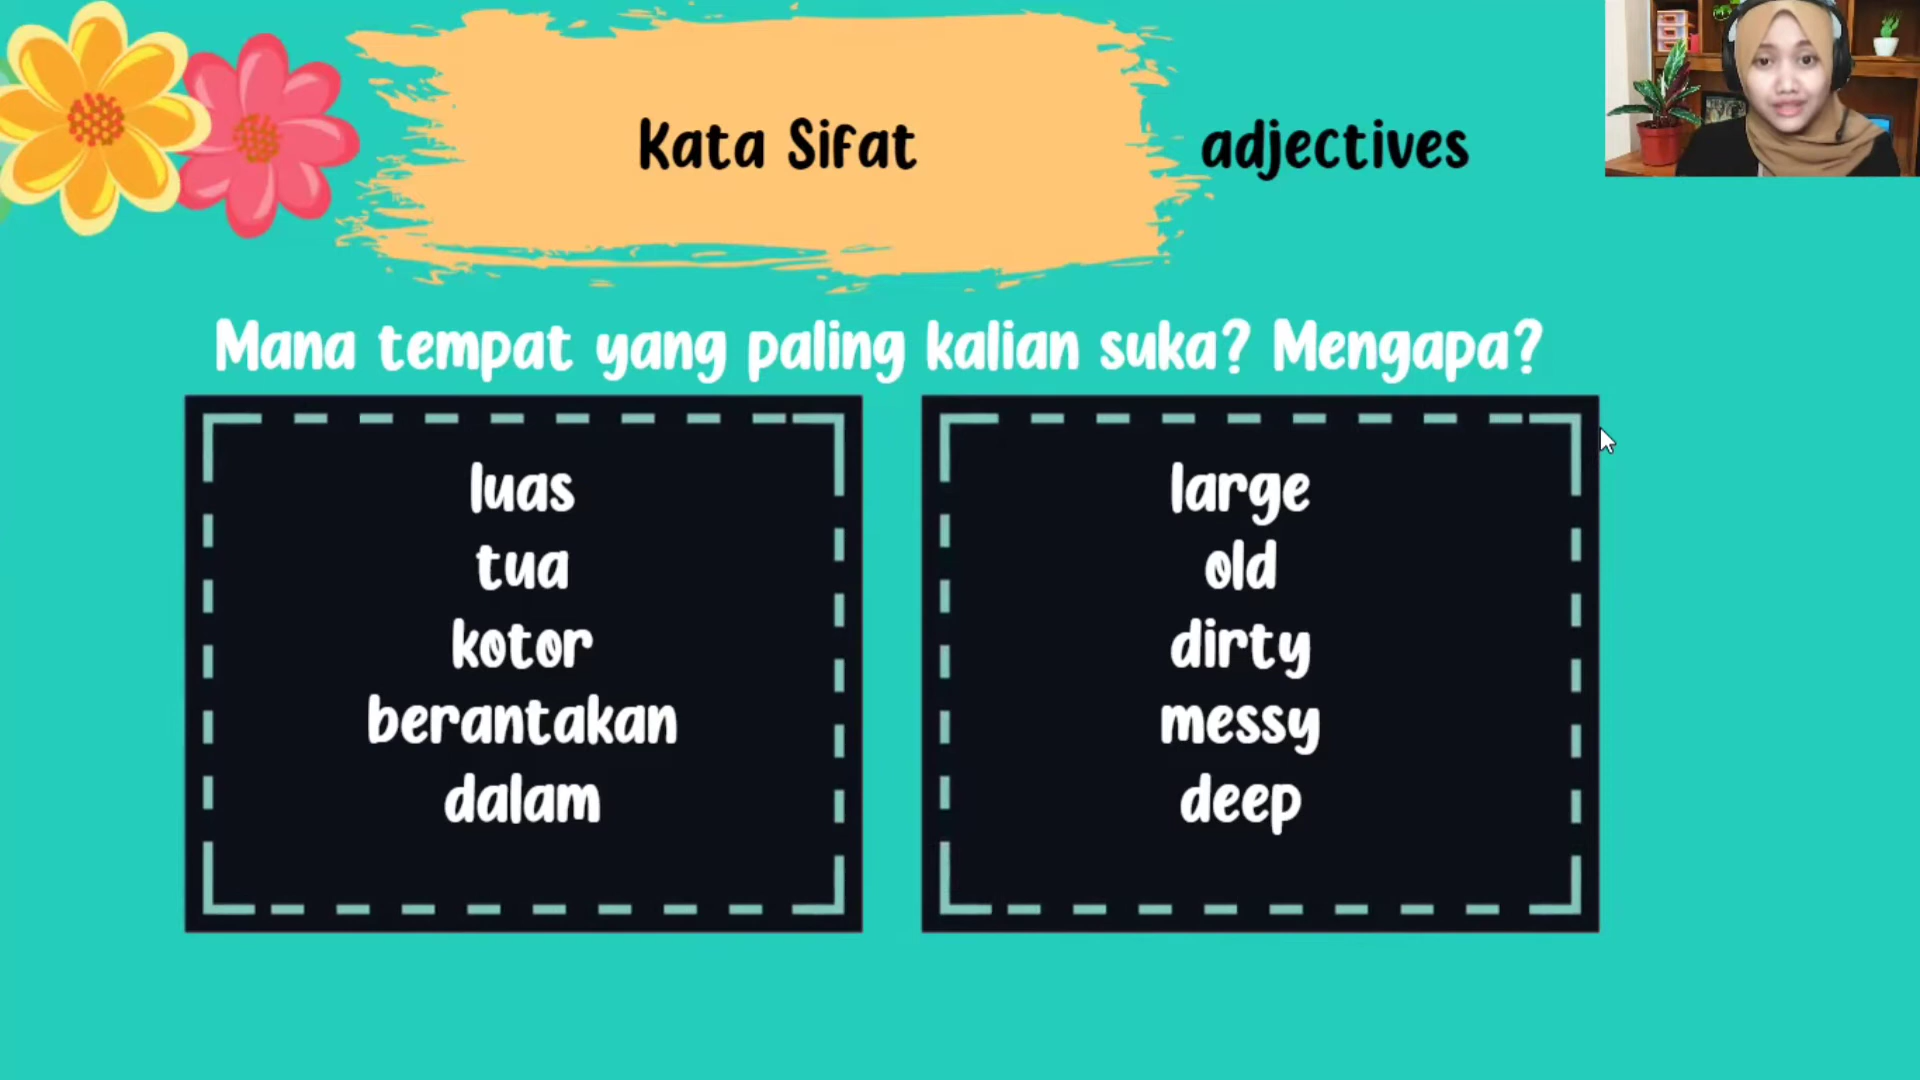 Kata Sifat
adjectives
Mana tempat yang paling kalian suka? Mengapa?
luas
tua
kotor
berantakan
dalam
large
old
dirty
messy
deep